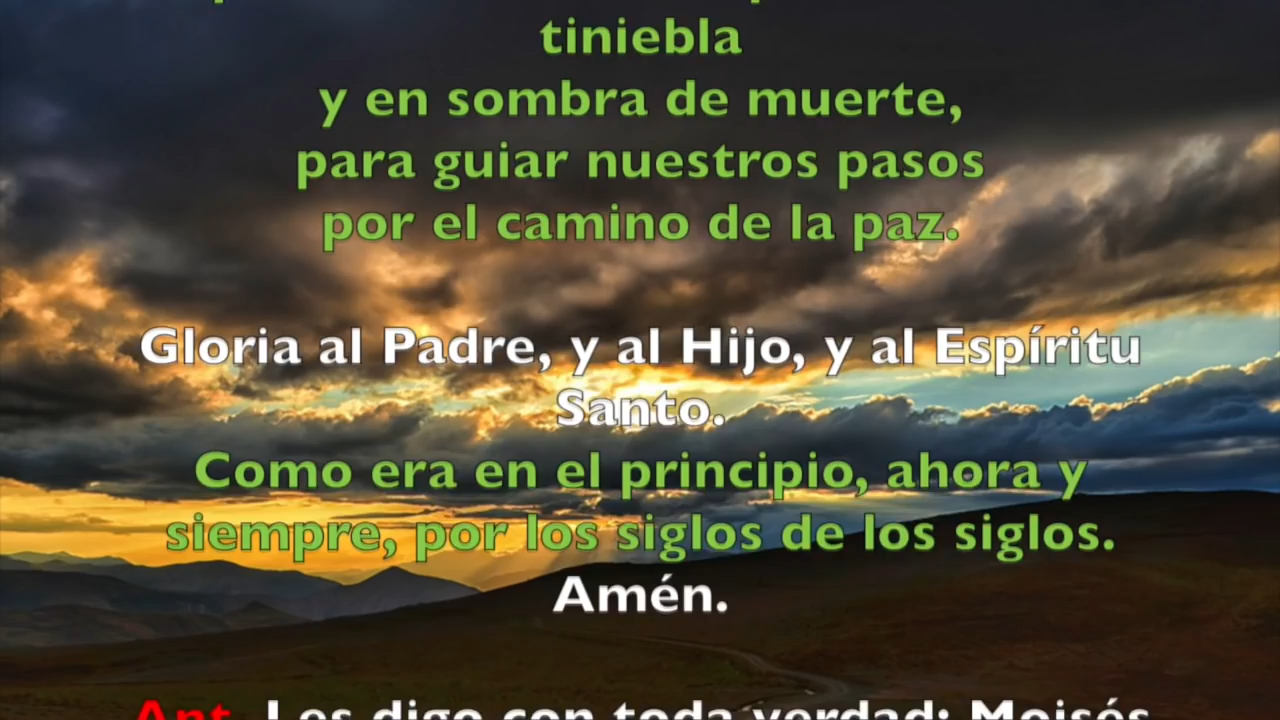 tiniebla
y en sombra de muerte,
para guiar nuestros pasos
por el camino de la paz.
Gloria al Padre, y al Hijo, y al Espíritu
Santo.
Como era en el principio, ahora y
siempre, por los siglos de los siglos.
Amén.
Ant. Les digo con toda verdad: Moisés